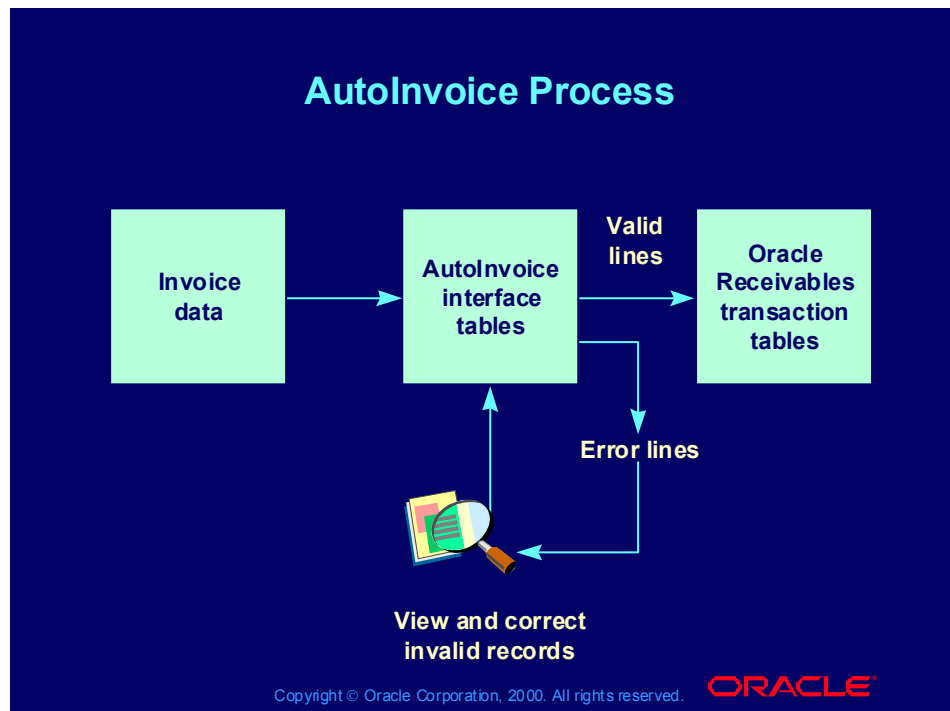 AutoInvoice Process
Invoice
data
AutoInvoice
interface
tables
Valid
lines
Oracle
Receivables
transaction
tables
Error lines
View and correct
invalid records
Copyright © Oracle Corporation, 2000. All rights reserved.
ORACLE®